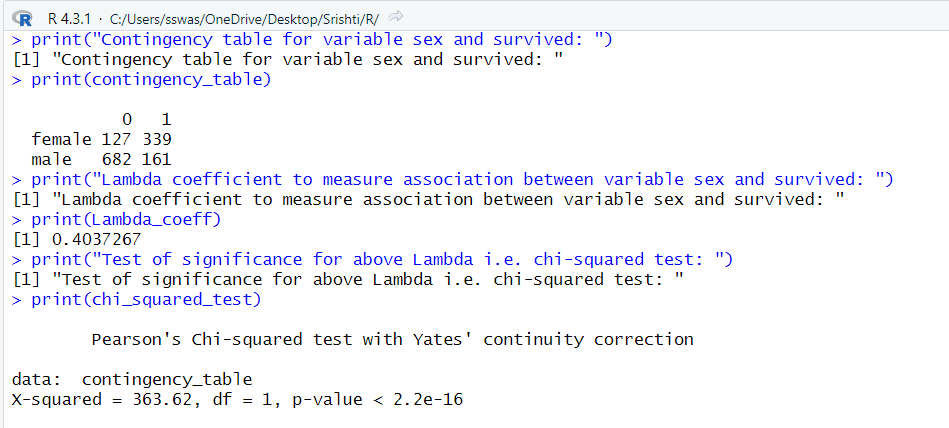 R R 4.3.1 · C:/Users/sswas/OneDrive/Desktop/Srishti/R/
> print("Contingency table for variable sex and survived: ")
[1] "Contingency table for variable sex and survived: "
> print(contingency_table)
0 1
female 127 339
male 682 161
> print("Lambda coefficient to measure association between variable sex and survived: ")
[1] "Lambda coefficient to measure association between variable sex and survived: "
> print(Lambda_coeff)
[1] 0.4037267
> print("Test of significance for above Lambda i.e. chi-squared test: ")
[1] "Test of significance for above Lambda i.e. chi-squared test: "
> print(chi_squared_test)
Pearson's Chi-squared test with Yates' continuity correction
data: contingency_table
X-squared = 363.62, df = 1, p-value < 2.2e-16